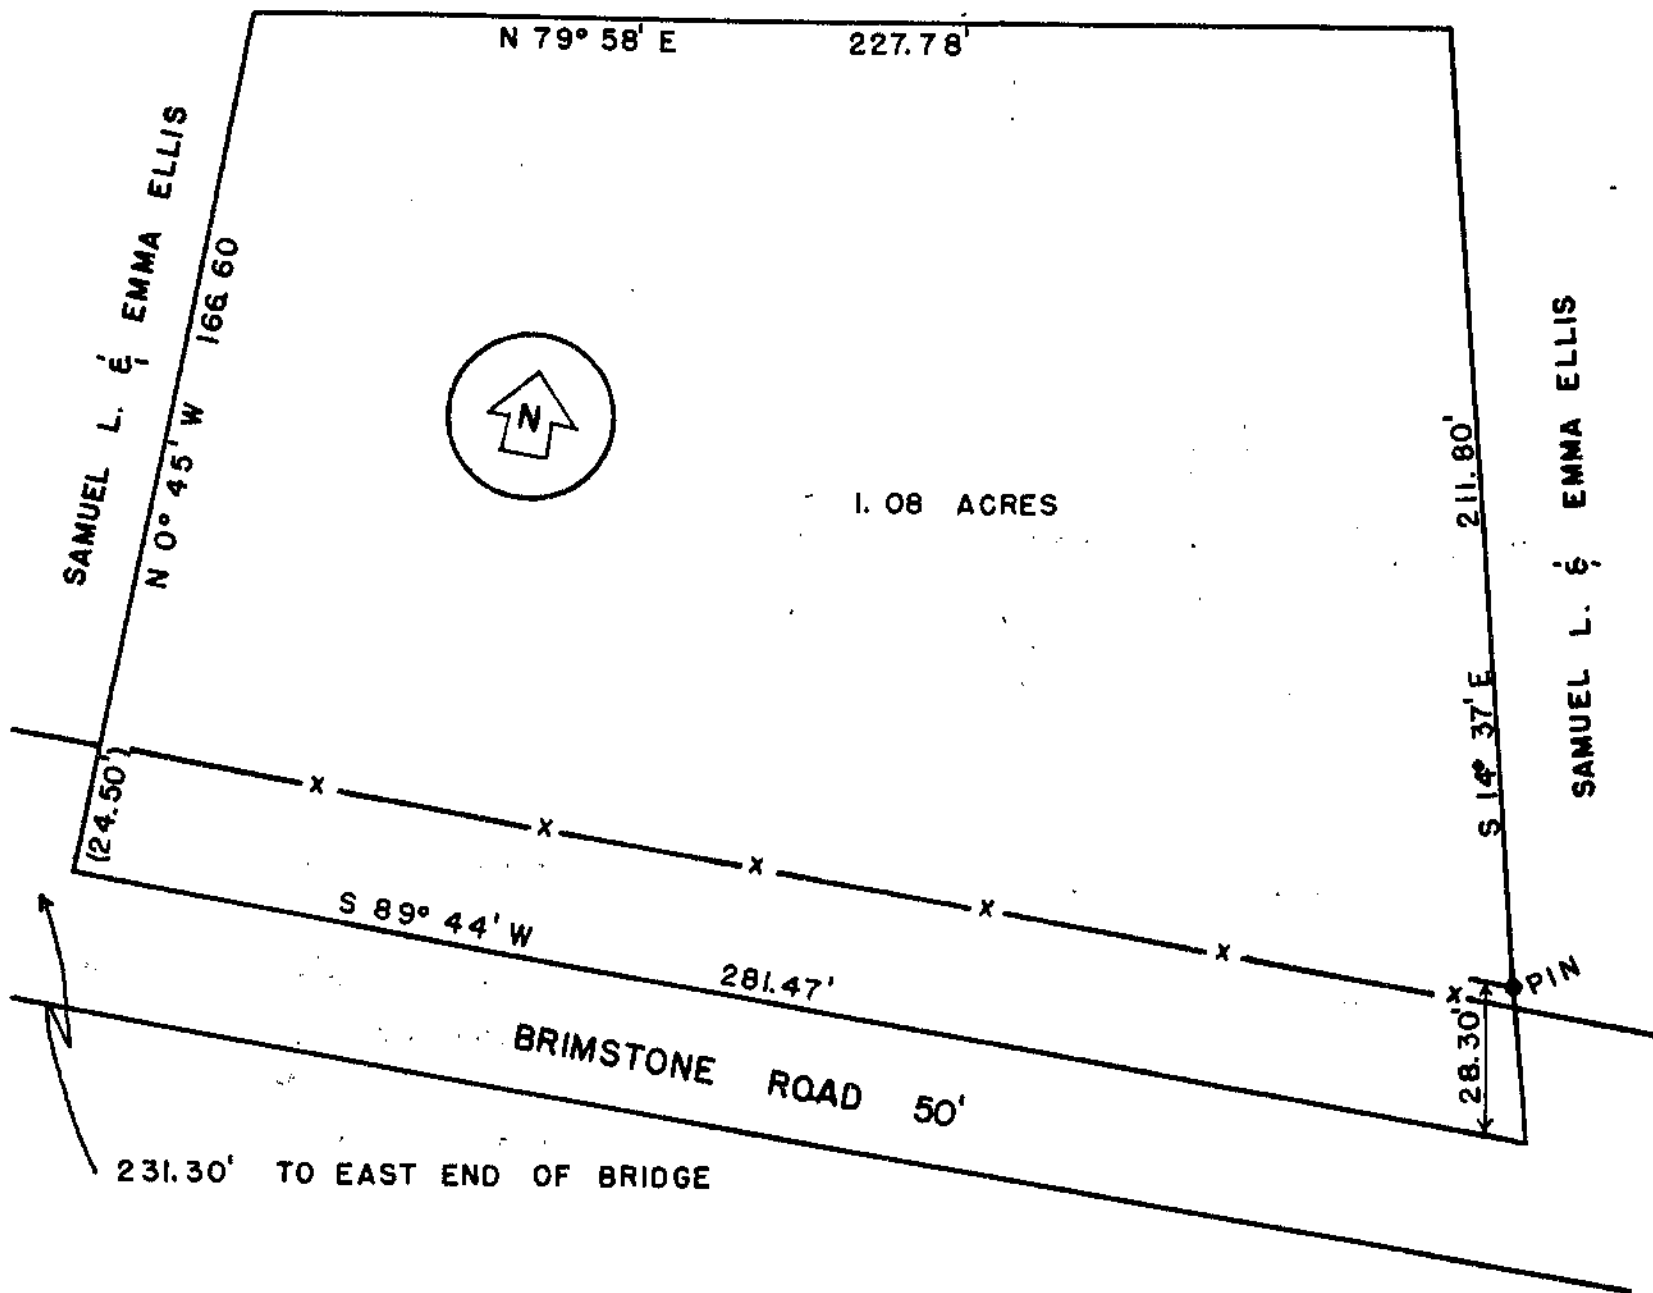 N 79° 58' E 227.78'
SAMUEL L. & EMMA ELLIS
N 0° 45' W 166.60
N
1.08 ACRES
211.80'
S 14° 37' E
SAMUEL L. & EMMA ELLIS
(24.50')
x x x x x x
PIN
28.30'
S 89° 44' W 281.47'
BRIMSTONE ROAD 50'
231.30' TO EAST END OF BRIDGE